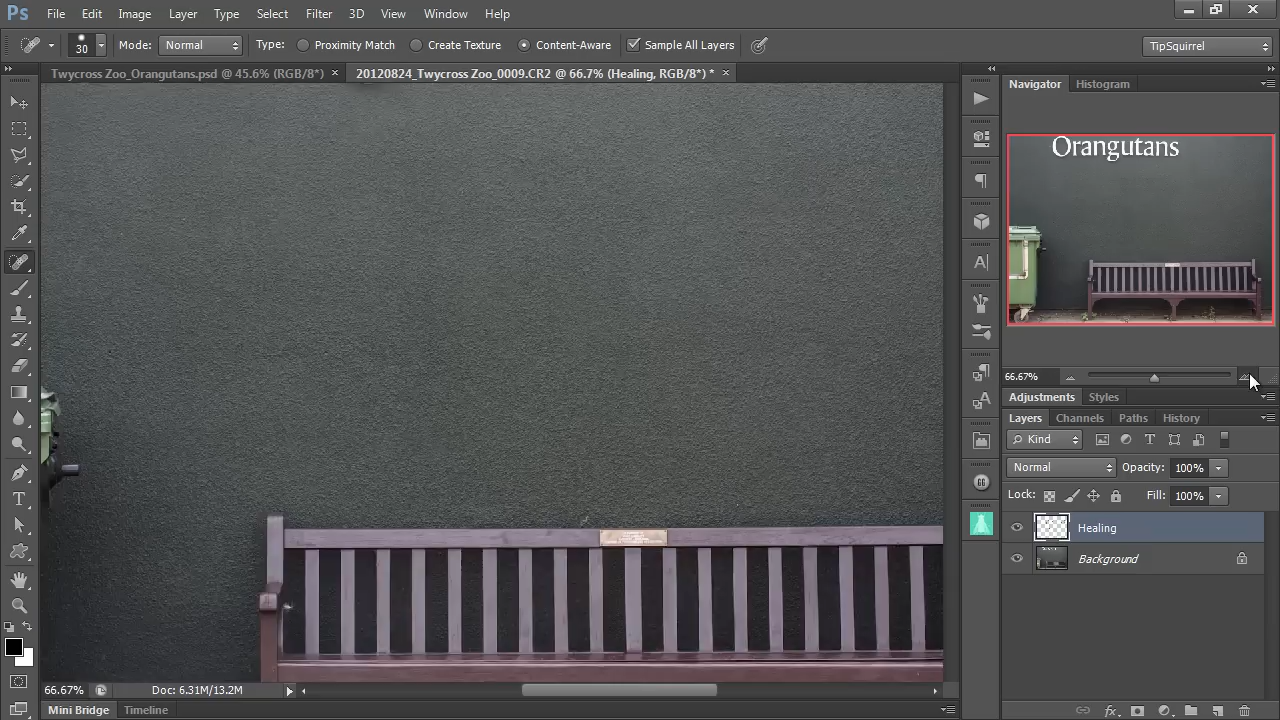 Ps File Edit Image Layer Type Select Filter 3D View Window Help
30 Mode: Normal Type: Proximity Match Create Texture Content-Aware Sample All Layers TipSquirrel
Twycross Zoo_Orangutans.psd @ 45.6% (RGB/8*) × 20120824_Twycross Zoo_0009.CR2 @ 66.7% (Healing, RGB/8*) * ×
Navigator Histogram
Orangutans
66.67%
Adjustments Styles
Layers Channels Paths History
Kind
Normal Opacity: 100%
Lock: Fill: 100%
Healing
Background
66.67% Doc: 6.31M/13.2M
Mini Bridge Timeline